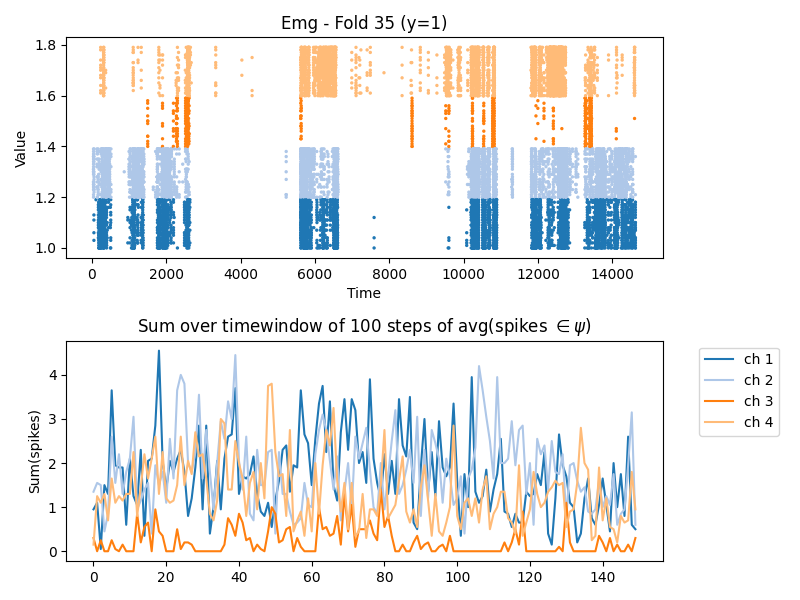 Emg - Fold 35 (y=1)
Value
1.8
1.6
1.4
1.2
1.0
0 2000 4000 6000 8000 10000 12000 14000
Time
Sum over timewindow of 100 steps of avg(spikes ∈ ψ)
Sum(spikes)
4
3
2
1
0
0 20 40 60 80 100 120 140
ch 1
ch 2
ch 3
ch 4